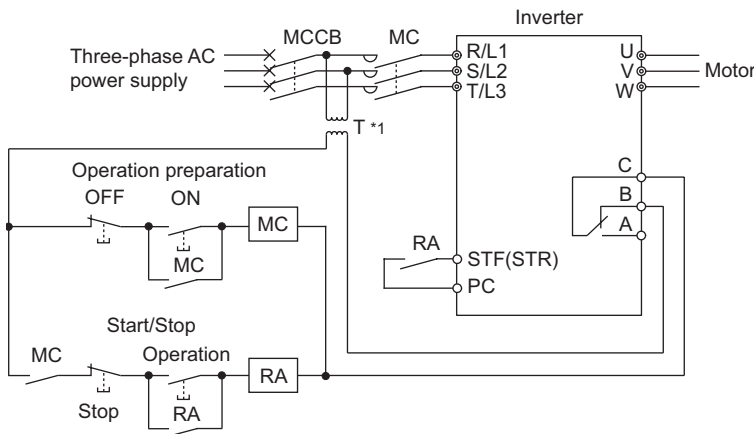 Inverter
MCCB
MC
Three-phase AC
power supply
R/L1
S/L2
T/L3
U
V
W
Motor
T *1
Operation preparation
OFF
ON
MC
MC
C
B
A
RA
STF(STR)
PC
Start/Stop
MC
Operation
RA
Stop
RA